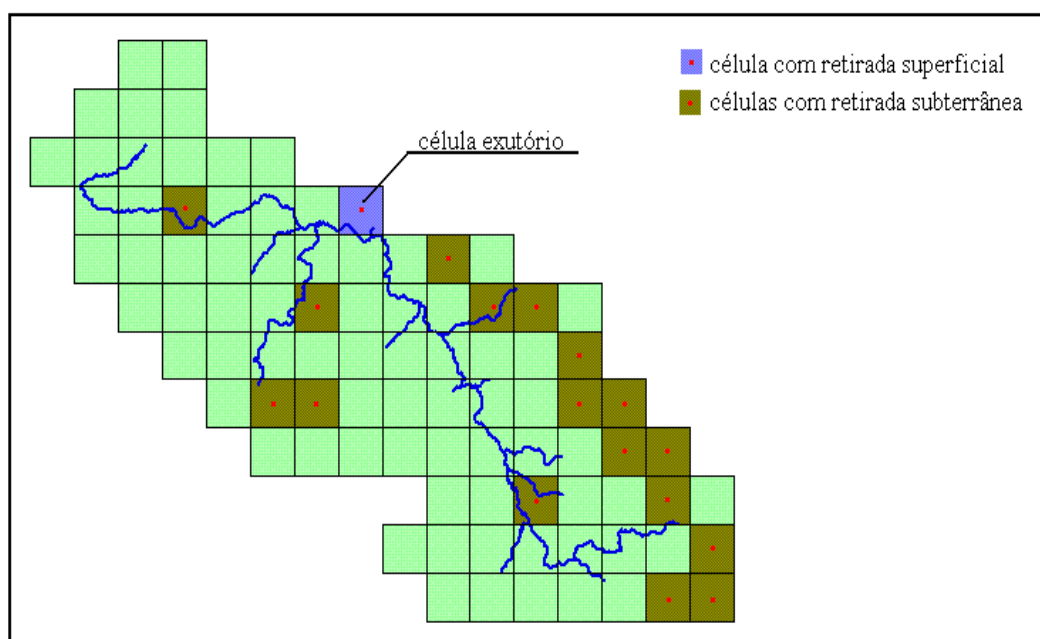 célula com retirada superficial
células com retirada subterrânea
célula exutório